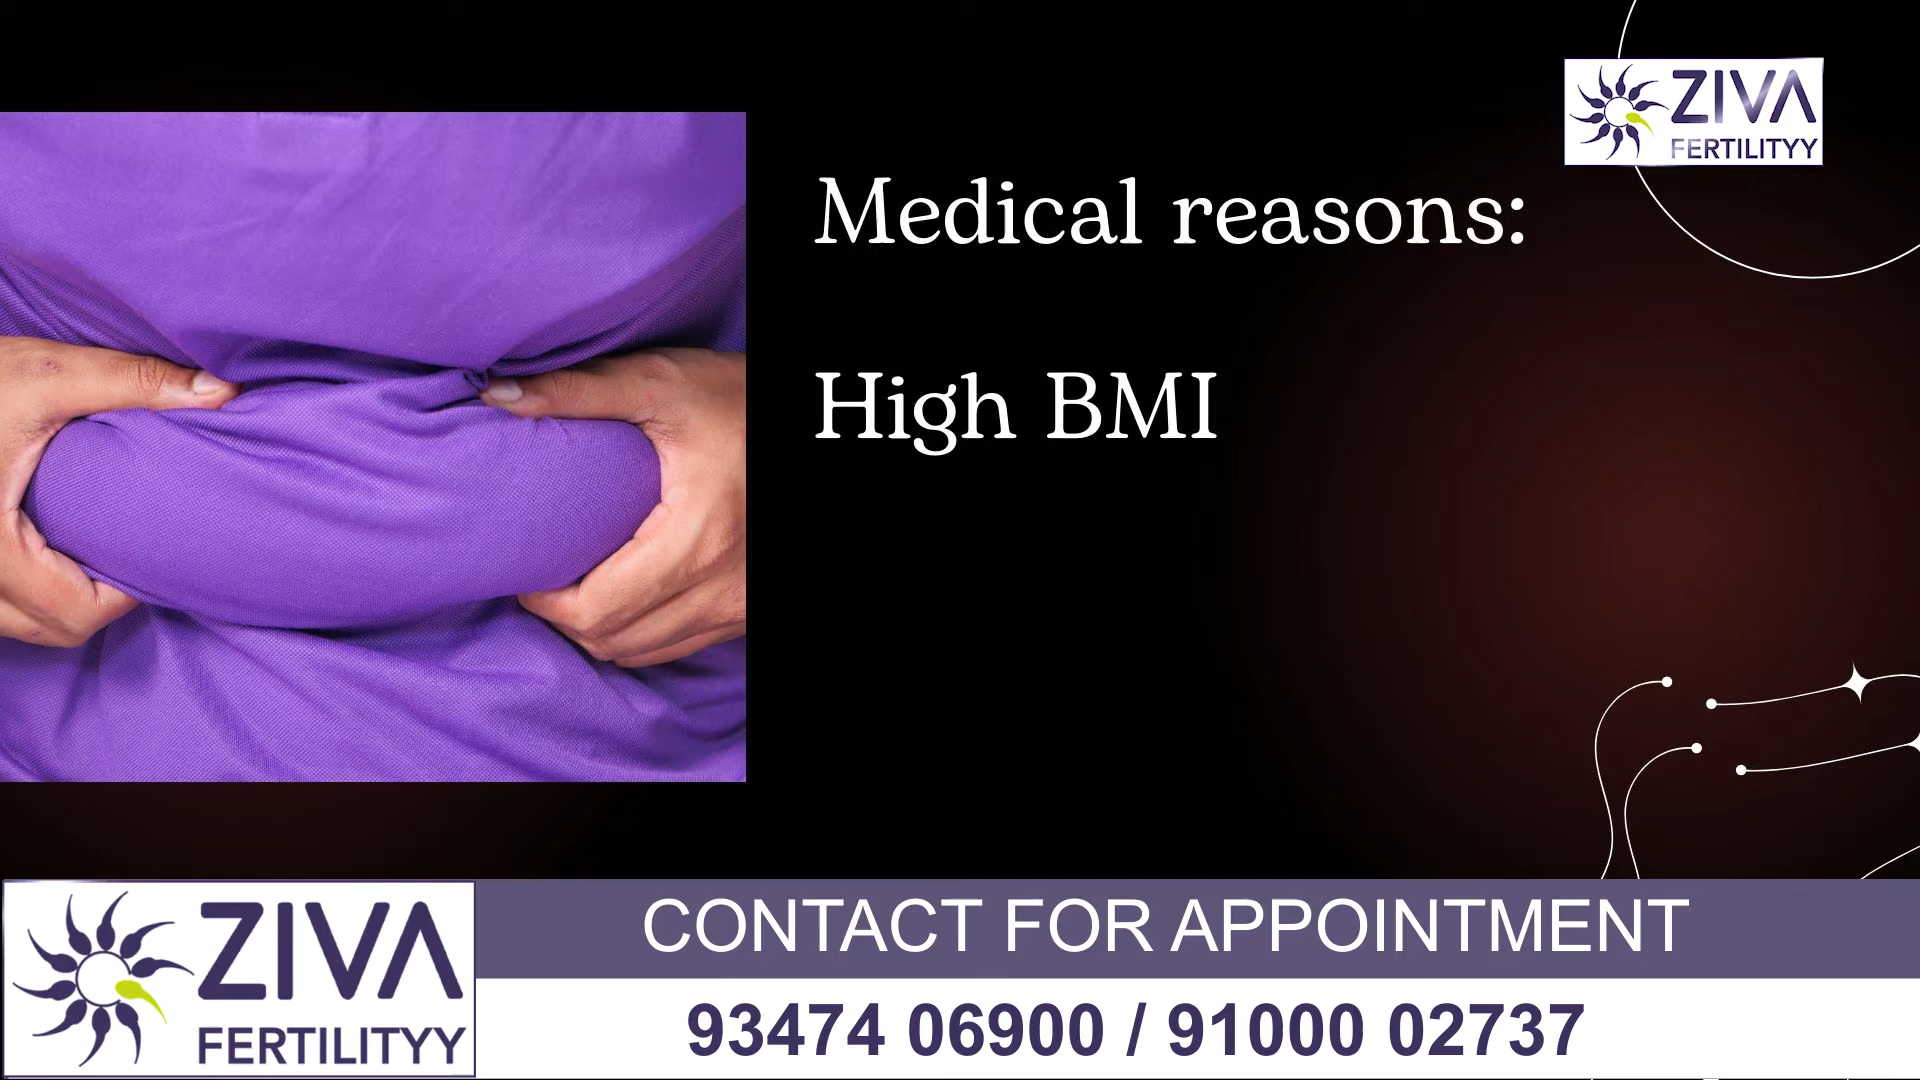 ZIVA
FERTILITYY
Medical reasons:
High BMI
ZIVA
FERTILITYY
CONTACT FOR APPOINTMENT
93474 06900 / 91000 02737